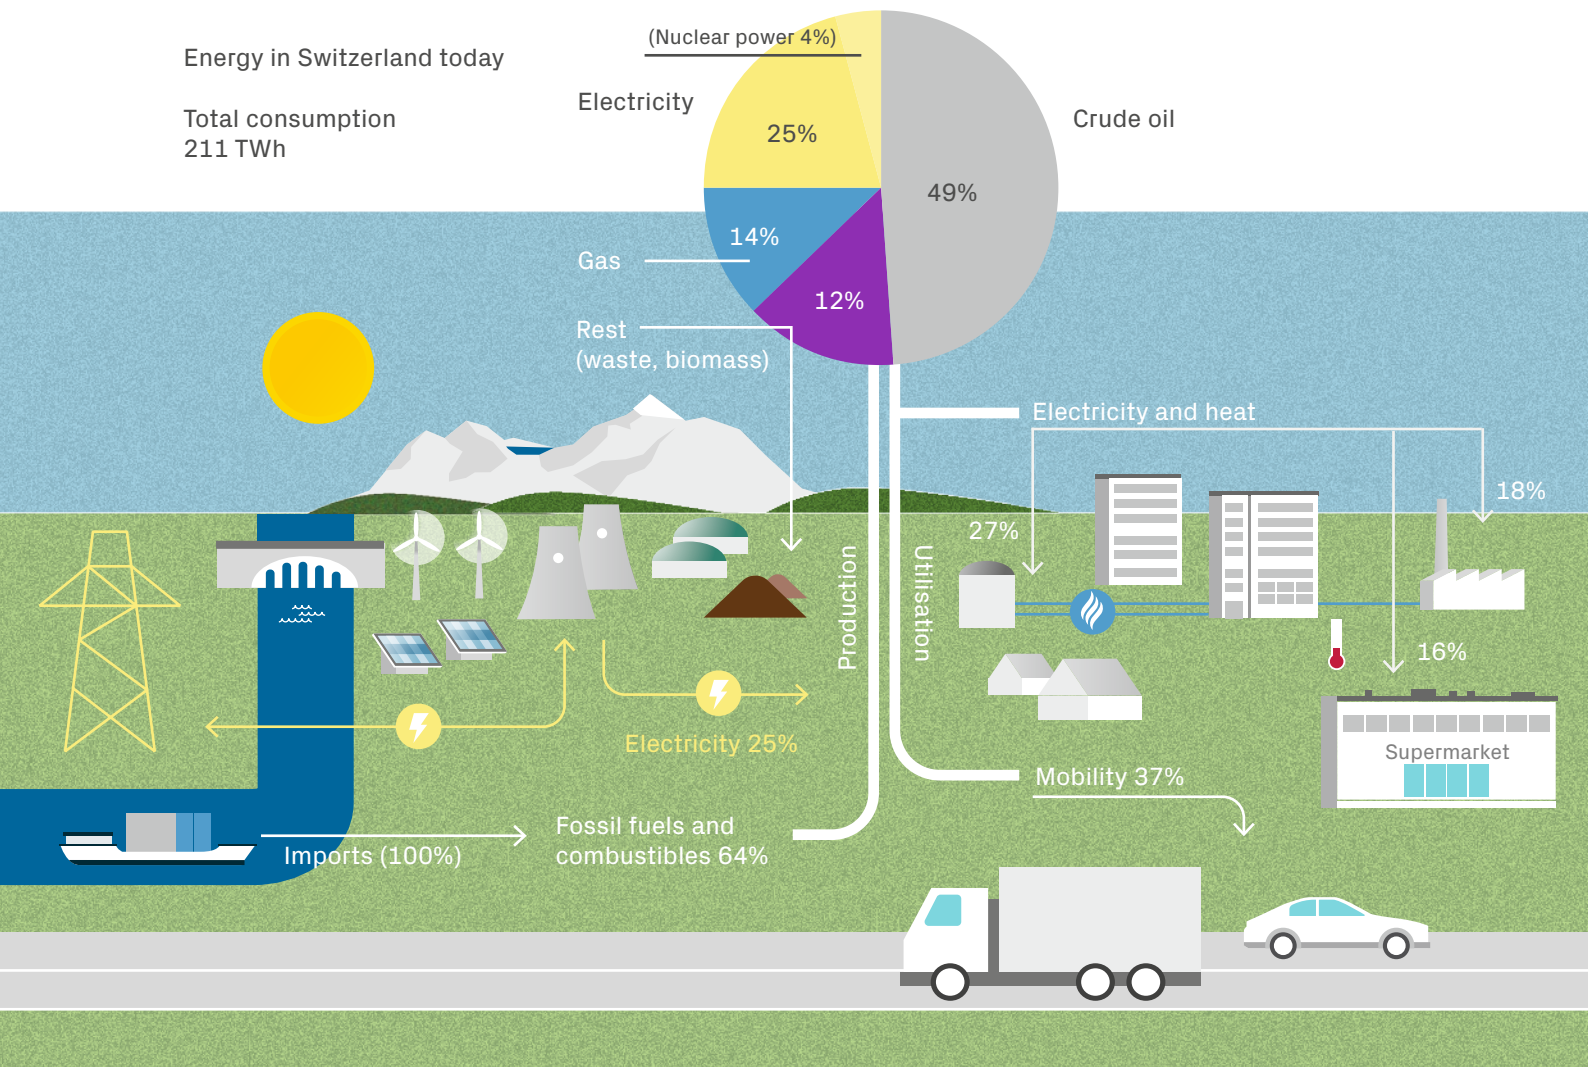 Energy in Switzerland today
Total consumption
211 TWh
(Nuclear power 4%)
Electricity
25%
Crude oil
49%
14%
Gas
12%
Rest
(waste, biomass)
Electricity and heat
18%
27%
Production
Utilisation
16%
Electricity 25%
Supermarket
Mobility 37%
Fossil fuels and
combustibles 64%
Imports (100%)